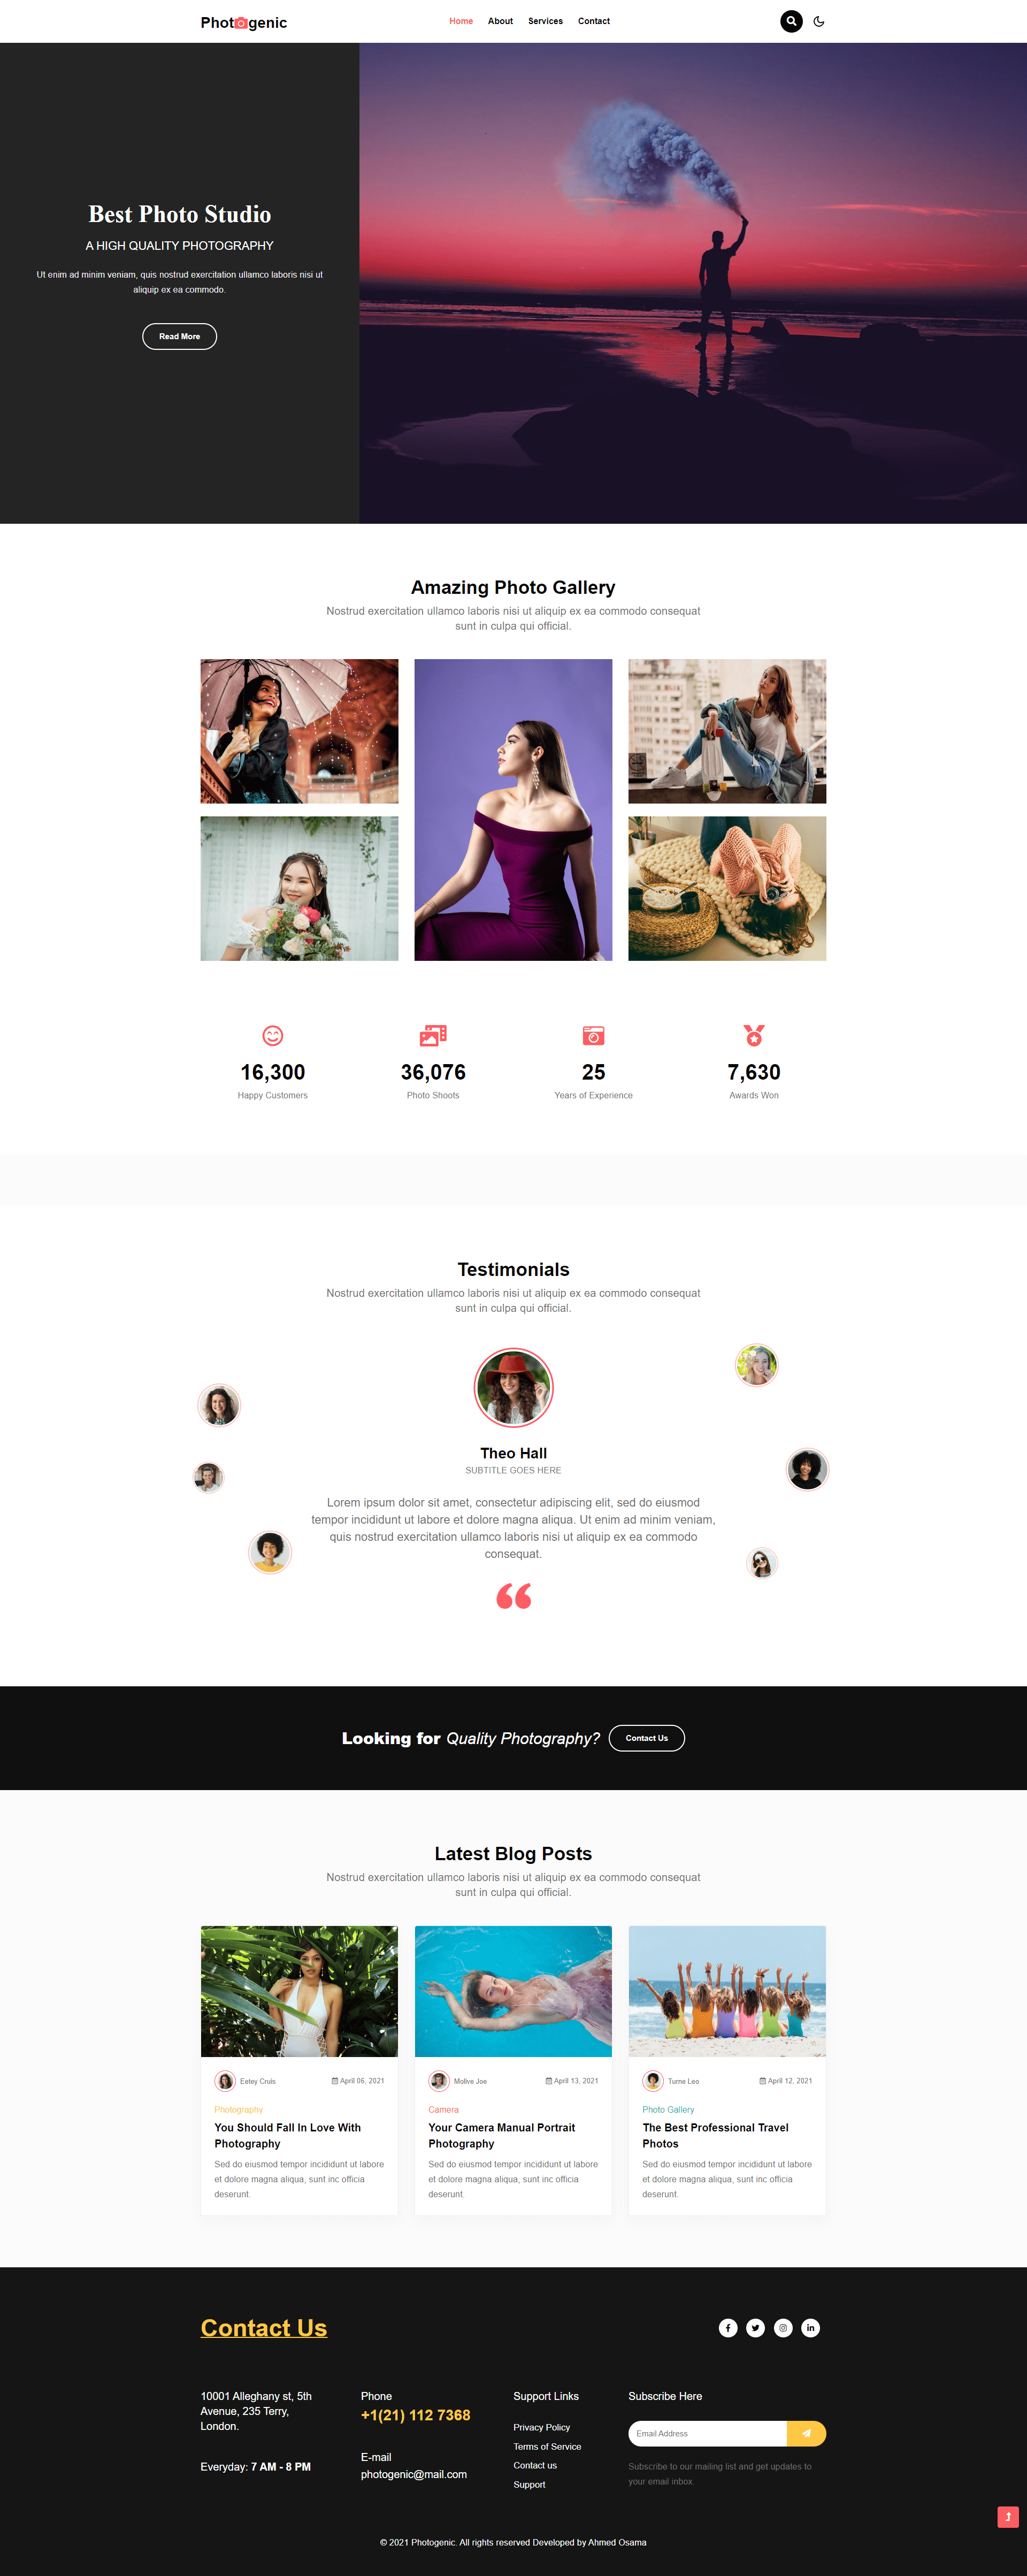 Photogenic
Home About Services Contact
Best Photo Studio
A HIGH QUALITY PHOTOGRAPHY
Ut enim ad minim veniam, quis nostrud exercitation ullamco laboris nisi ut
aliquip ex ea commodo.
Read More
Amazing Photo Gallery
Nostrud exercitation ullamco laboris nisi ut aliquip ex ea commodo consequat
sunt in culpa qui official.
16,300
Happy Customers
36,076
Photo Shoots
25
Years of Experience
7,630
Awards Won
Testimonials
Nostrud exercitation ullamco laboris nisi ut aliquip ex ea commodo consequat
sunt in culpa qui official.
Theo Hall
SUBTITLE GOES HERE
Lorem ipsum dolor sit amet, consectetur adipiscing elit, sed do eiusmod
tempor incididunt ut labore et dolore magna aliqua. Ut enim ad minim veniam,
quis nostrud exercitation ullamco laboris nisi ut aliquip ex ea commodo
consequat.
Looking for Quality Photography? Contact Us
Latest Blog Posts
Nostrud exercitation ullamco laboris nisi ut aliquip ex ea commodo consequat
sunt in culpa qui official.
Eetey Cruis April 06, 2021
Photography
You Should Fall In Love With
Photography
Sed do eiusmod tempor incididunt ut labore
et dolore magna aliqua, sunt inc officia
deserunt.
Molive Joe April 13, 2021
Camera
Your Camera Manual Portrait
Photography
Sed do eiusmod tempor incididunt ut labore
et dolore magna aliqua, sunt inc officia
deserunt.
Turne Leo April 12, 2021
Photo Gallery
The Best Professional Travel
Photos
Sed do eiusmod tempor incididunt ut labore
et dolore magna aliqua, sunt inc officia
deserunt.
Contact Us
10001 Alleghany st, 5th
Avenue, 235 Terry,
London.
Everyday: 7 AM - 8 PM
Phone
+1(21) 112 7368
E-mail
photogenic@mail.com
Support Links
Privacy Policy
Terms of Service
Contact us
Support
Subscribe Here
Email Address
Subscribe to our mailing list and get updates to
your email inbox.
© 2021 Photogenic. All rights reserved Developed by Ahmed Osama